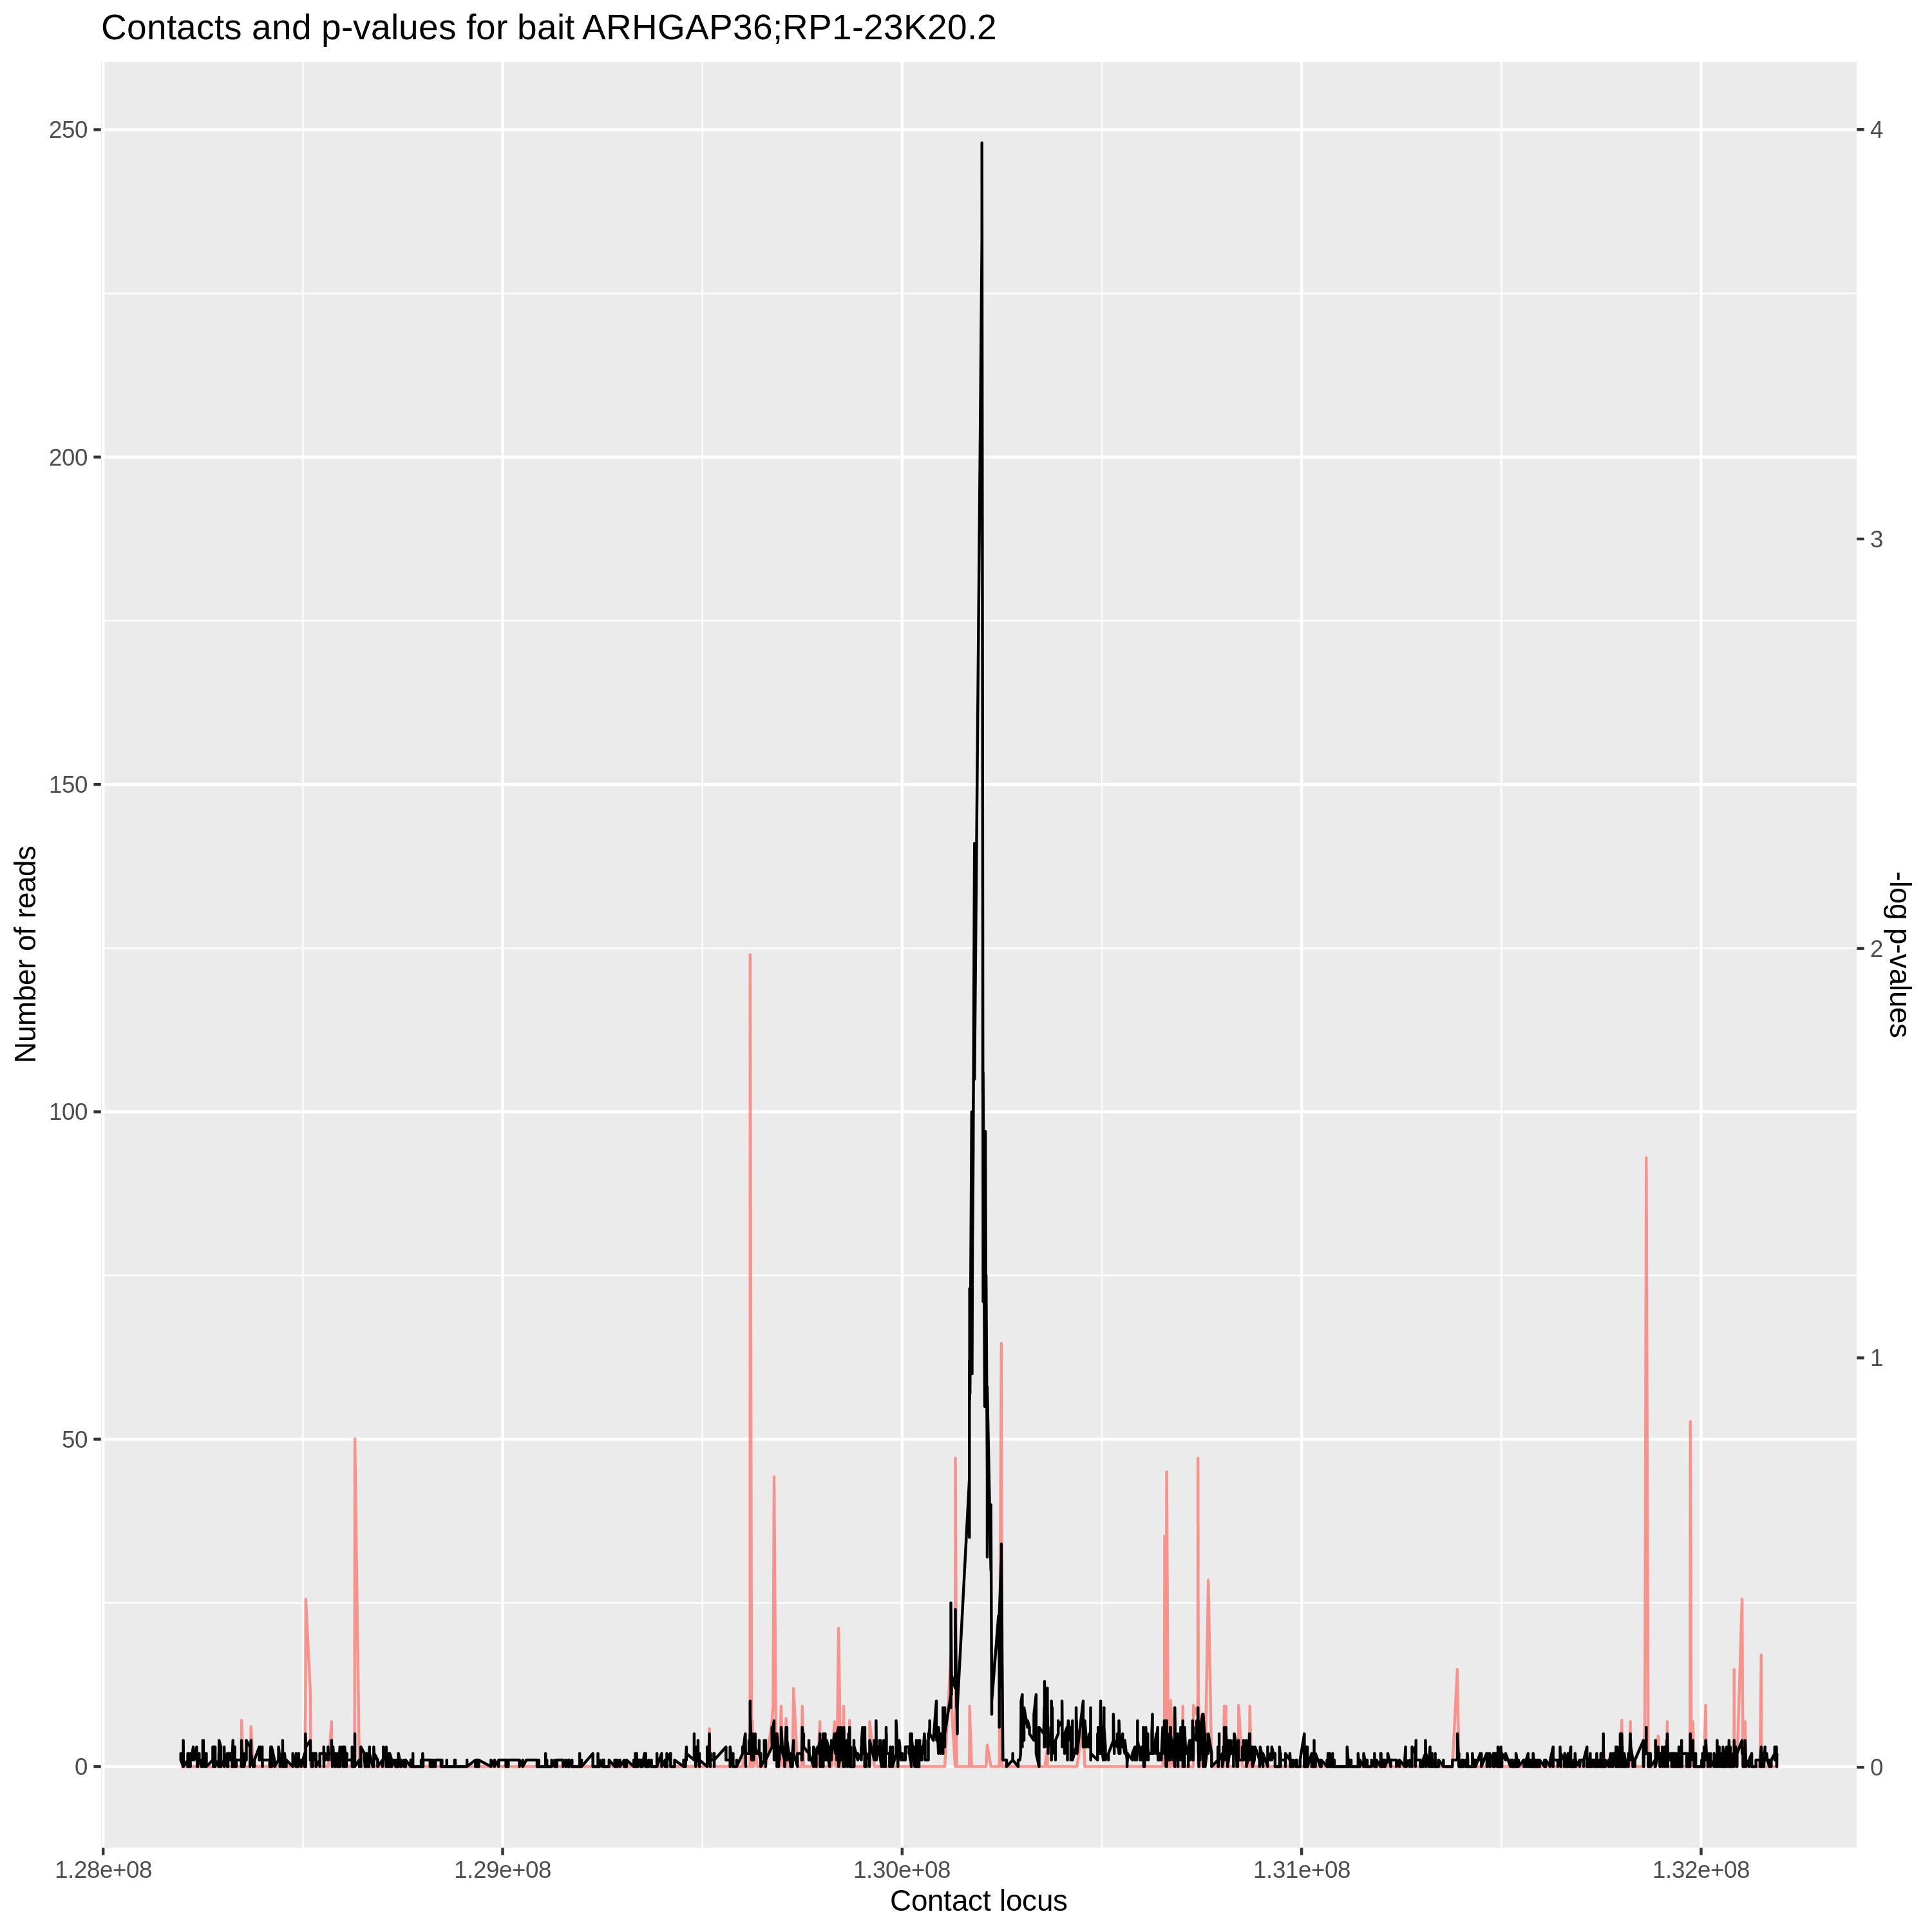 Contacts and p-values for bait ARHGAP36;RP1-23K20.2
250
200
150
100
50
0
Number of reads
4
3
2
1
0
-log p-values
1.28e+08
1.29e+08
1.30e+08
1.31e+08
1.32e+08
Contact locus